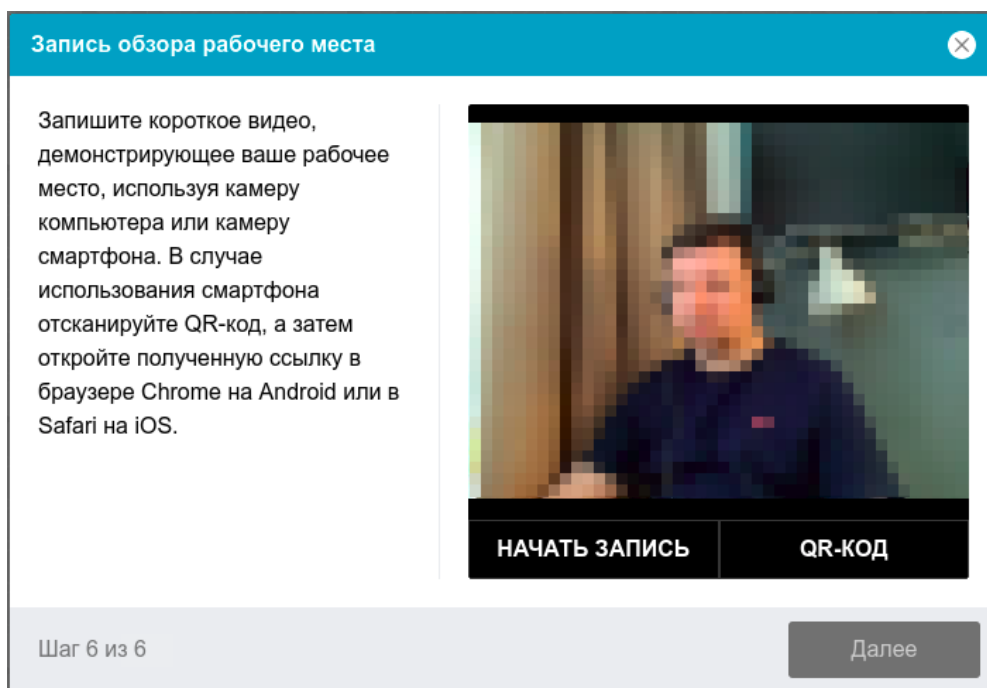 Запись обзора рабочего места
Запишите короткое видео,
демонстрирующее ваше рабочее
место, используя камеру
компьютера или камеру
смартфона. В случае
использования смартфона
отсканируйте QR-код, а затем
откройте полученную ссылку в
браузере Chrome на Android или в
Safari на iOS.
НАЧАТЬ ЗАПИСЬ
QR-КОД
Шаг 6 из 6
Далее